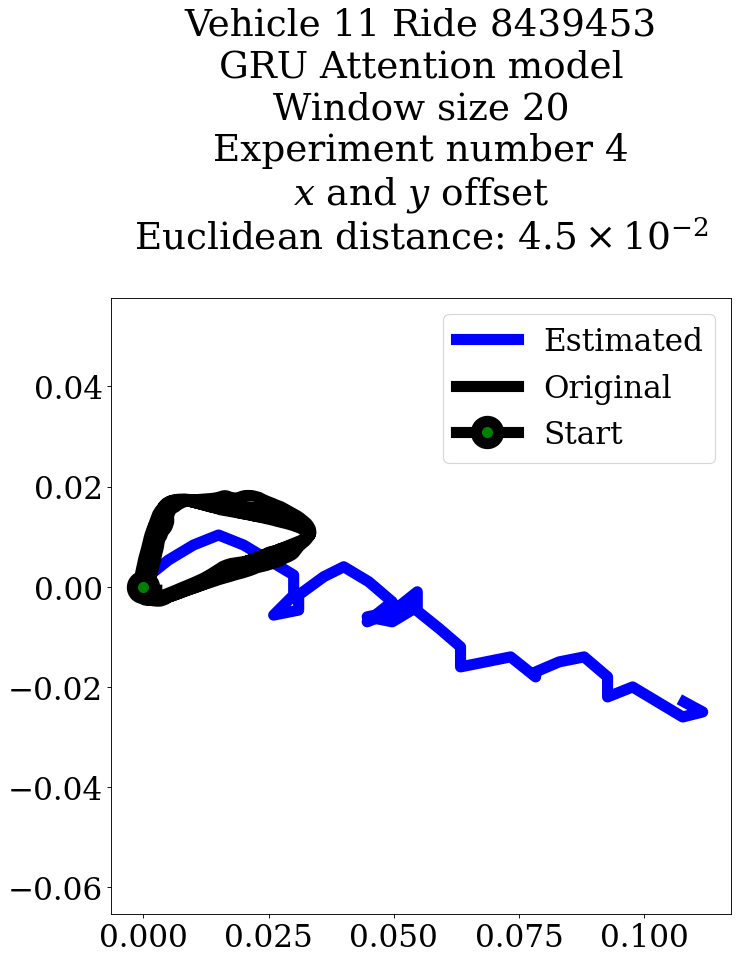 Vehicle 11 Ride 8439453
GRU Attention model
Window size 20
Experiment number 4
x and y offset
Euclidean distance: 4.5 × 10⁻²
Estimated
Original
Start
0.04
0.02
0.00
−0.02
−0.04
−0.06
0.000 0.025 0.050 0.075 0.100